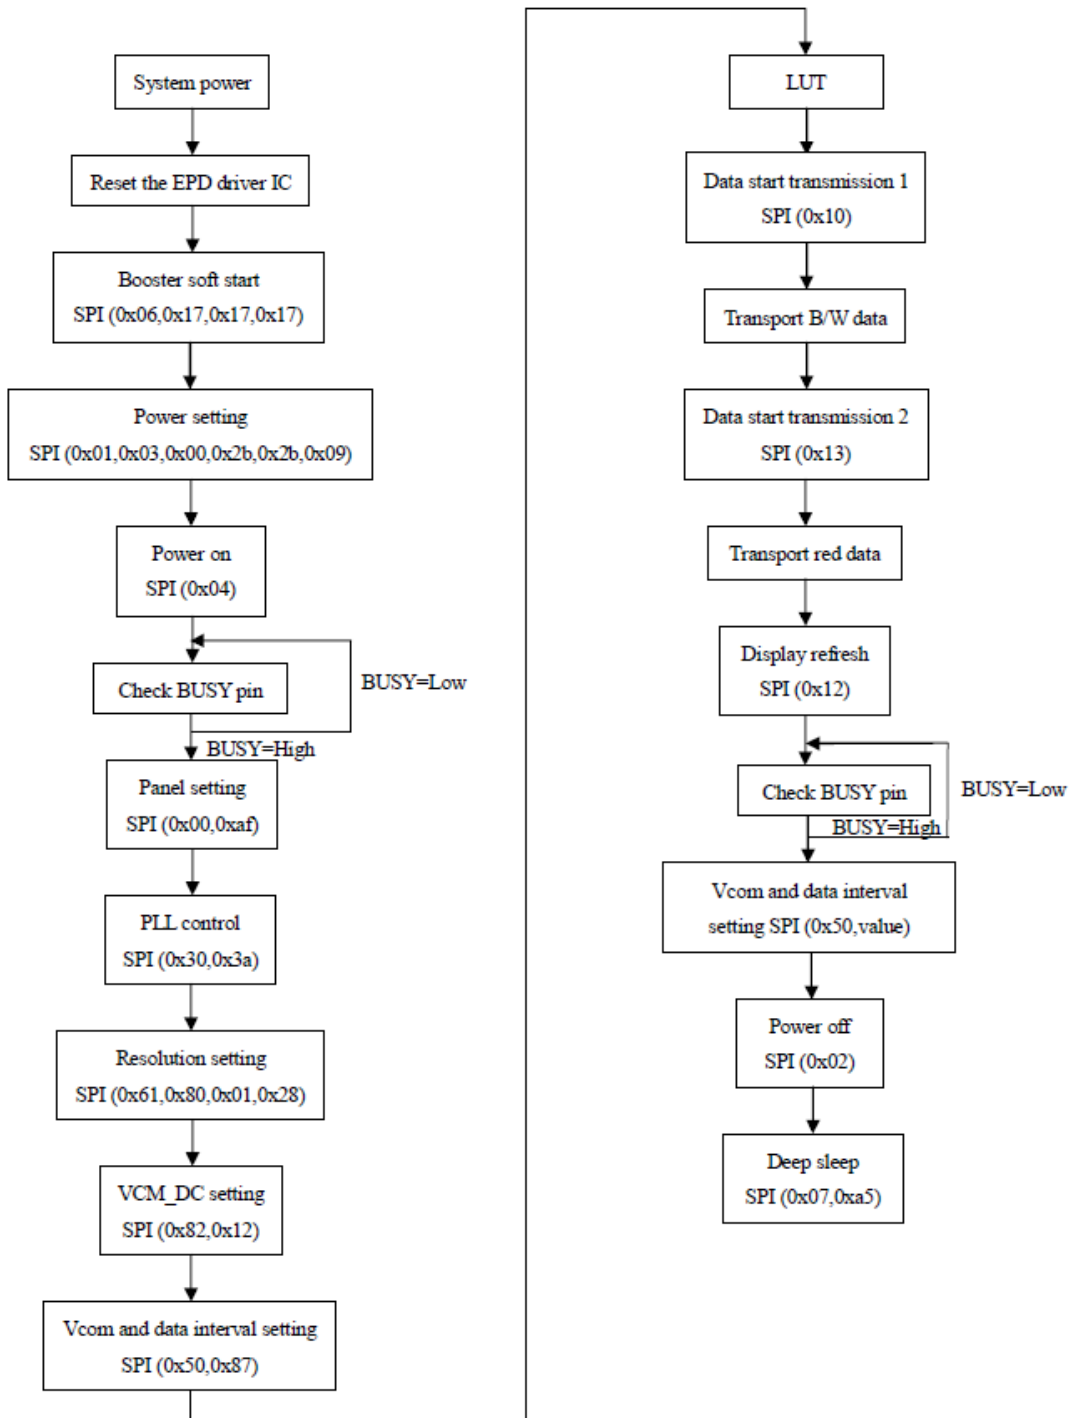 System power
Reset the EPD driver IC
Booster soft start
SPI (0x06,0x17,0x17,0x17)
Power setting
SPI (0x01,0x03,0x00,0x2b,0x2b,0x09)
Power on
SPI (0x04)
Check BUSY pin
BUSY=Low
BUSY=High
Panel setting
SPI (0x00,0xaf)
PLL control
SPI (0x30,0x3a)
Resolution setting
SPI (0x61,0x80,0x01,0x28)
VCM_DC setting
SPI (0x82,0x12)
Vcom and data interval setting
SPI (0x50,0x87)
LUT
Data start transmission 1
SPI (0x10)
Transport B/W data
Data start transmission 2
SPI (0x13)
Transport red data
Display refresh
SPI (0x12)
Check BUSY pin
BUSY=Low
BUSY=High
Vcom and data interval
setting SPI (0x50,value)
Power off
SPI (0x02)
Deep sleep
SPI (0x07,0xa5)